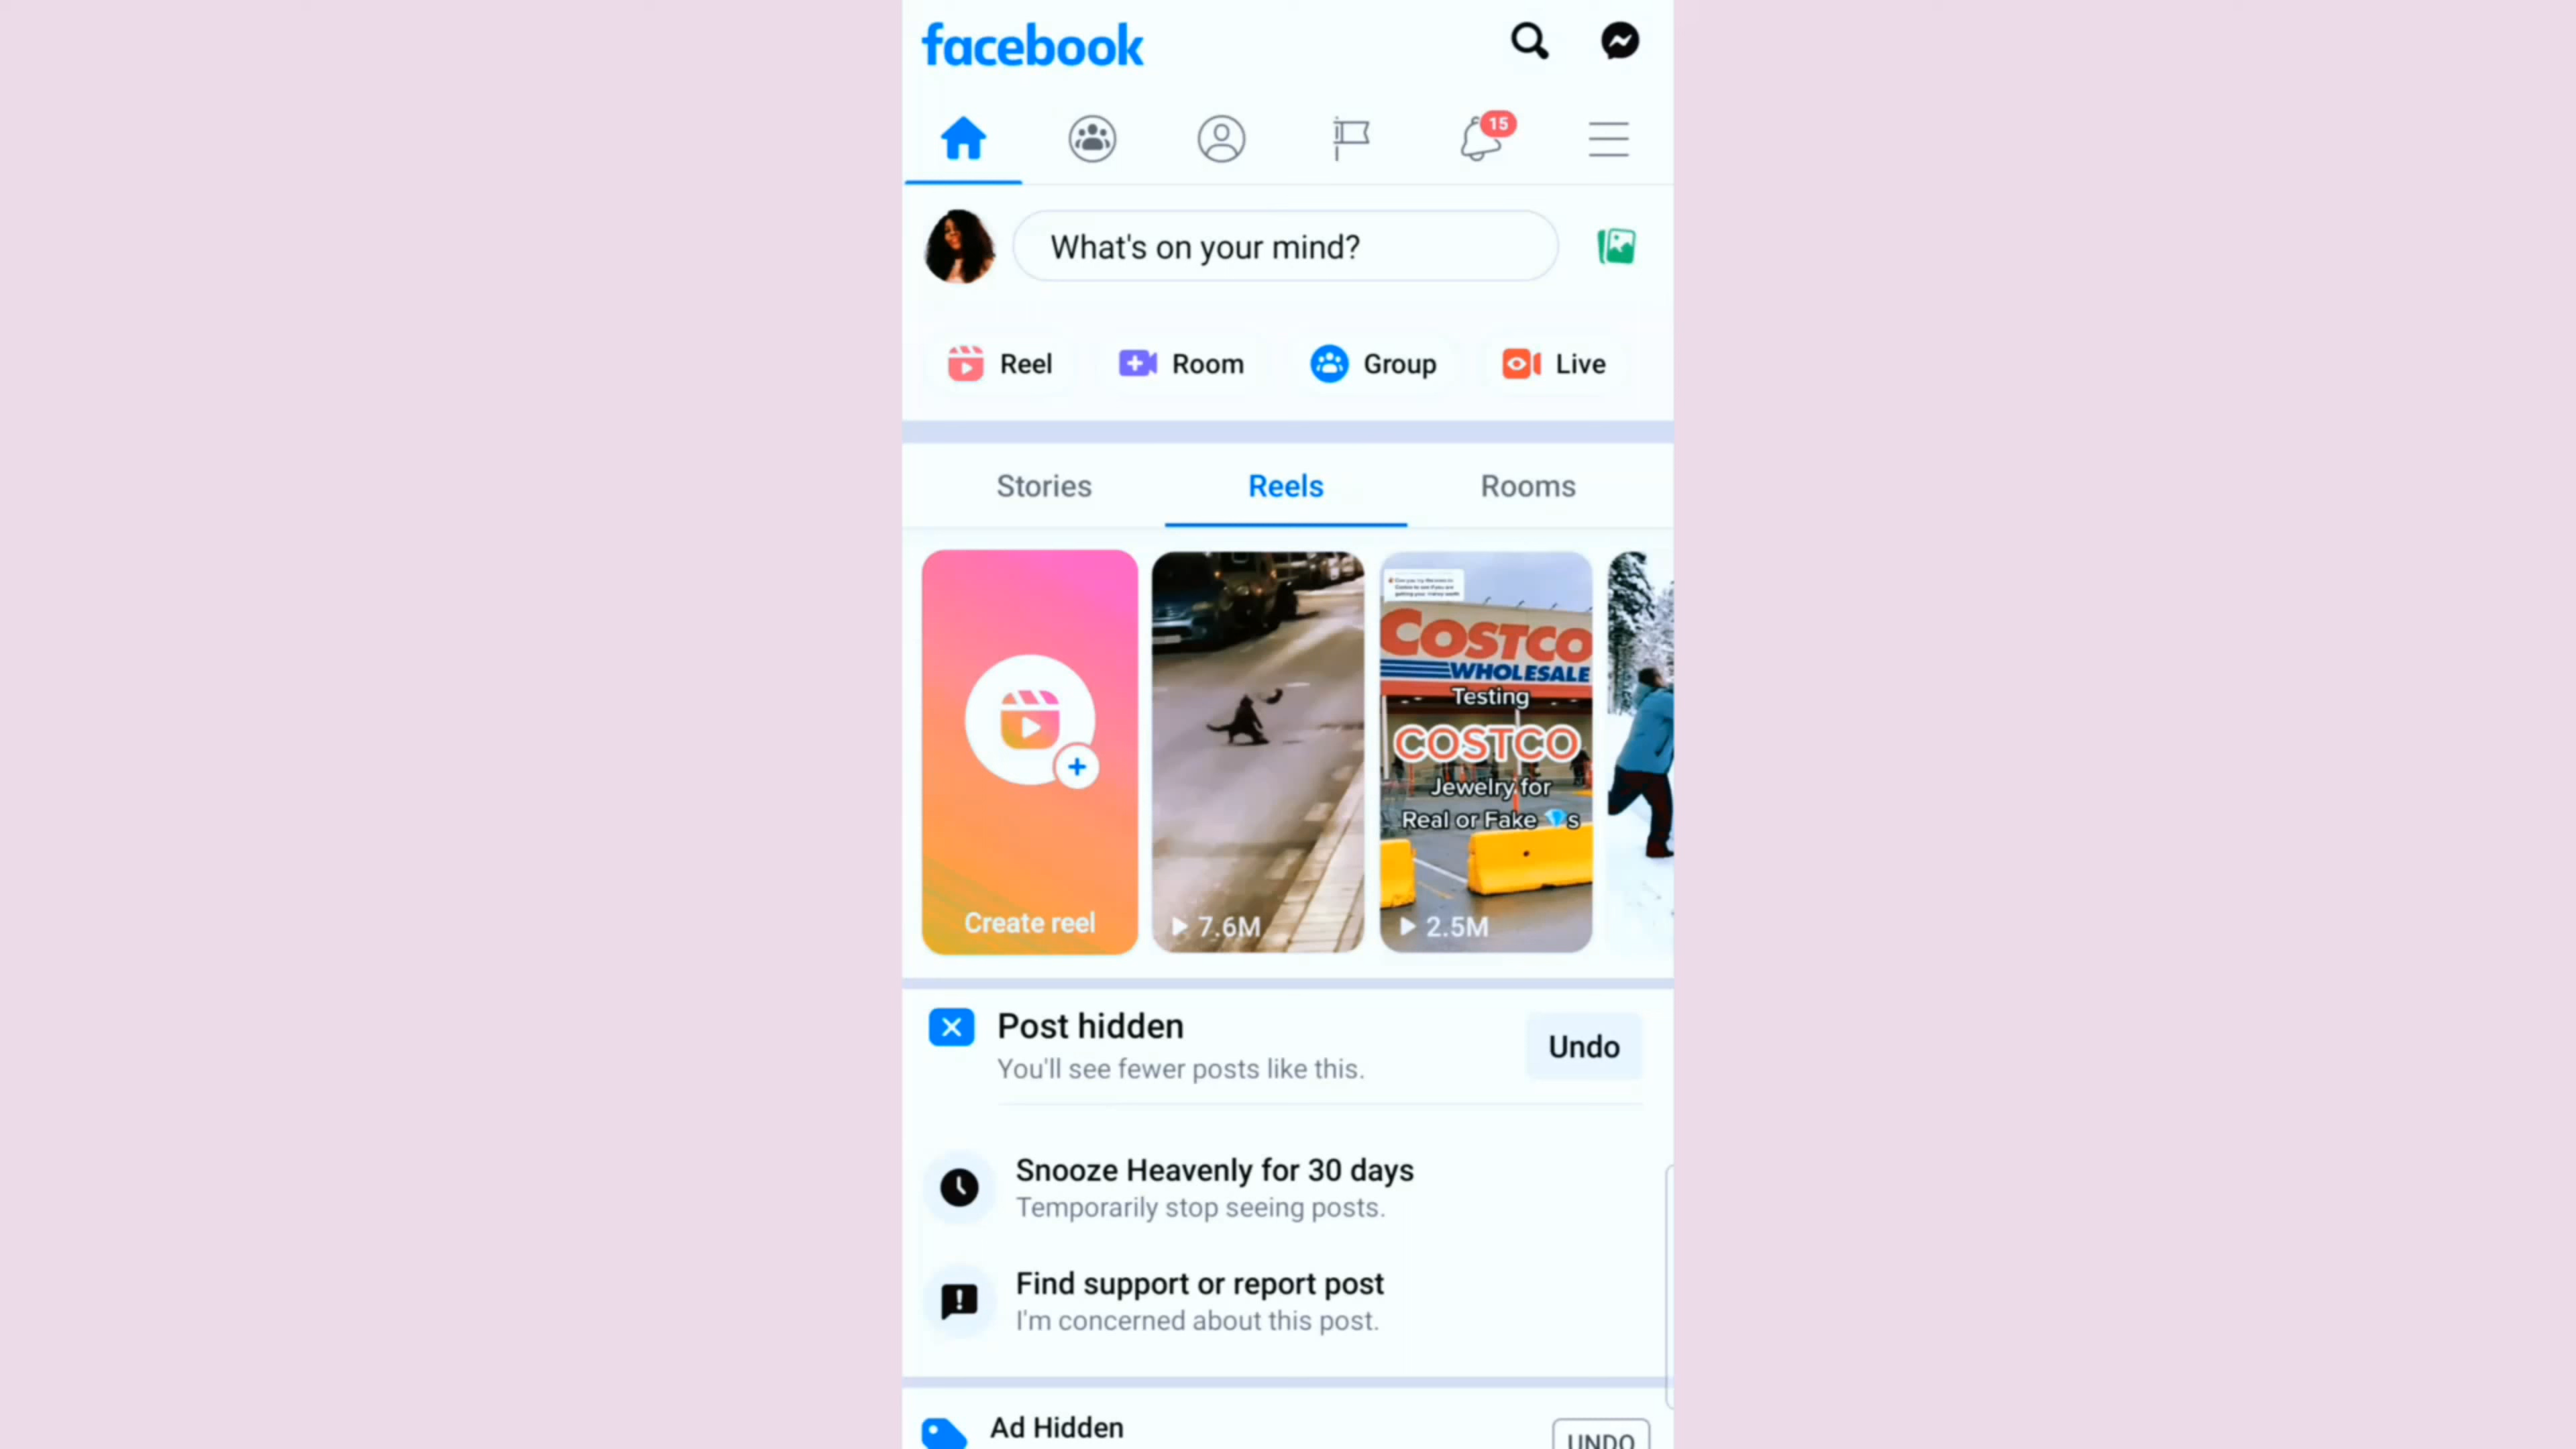 facebook
15
What's on your mind?
Reel
Room
Group
Live
Stories
Reels
Rooms
Create reel
7.6M
COSTCO
WHOLESALE
Testing
COSTCO
Jewelry for
Real or Fake 💎s
2.5M
Post hidden
You'll see fewer posts like this.
Undo
Snooze Heavenly for 30 days
Temporarily stop seeing posts.
Find support or report post
I'm concerned about this post.
Ad Hidden
UNDO